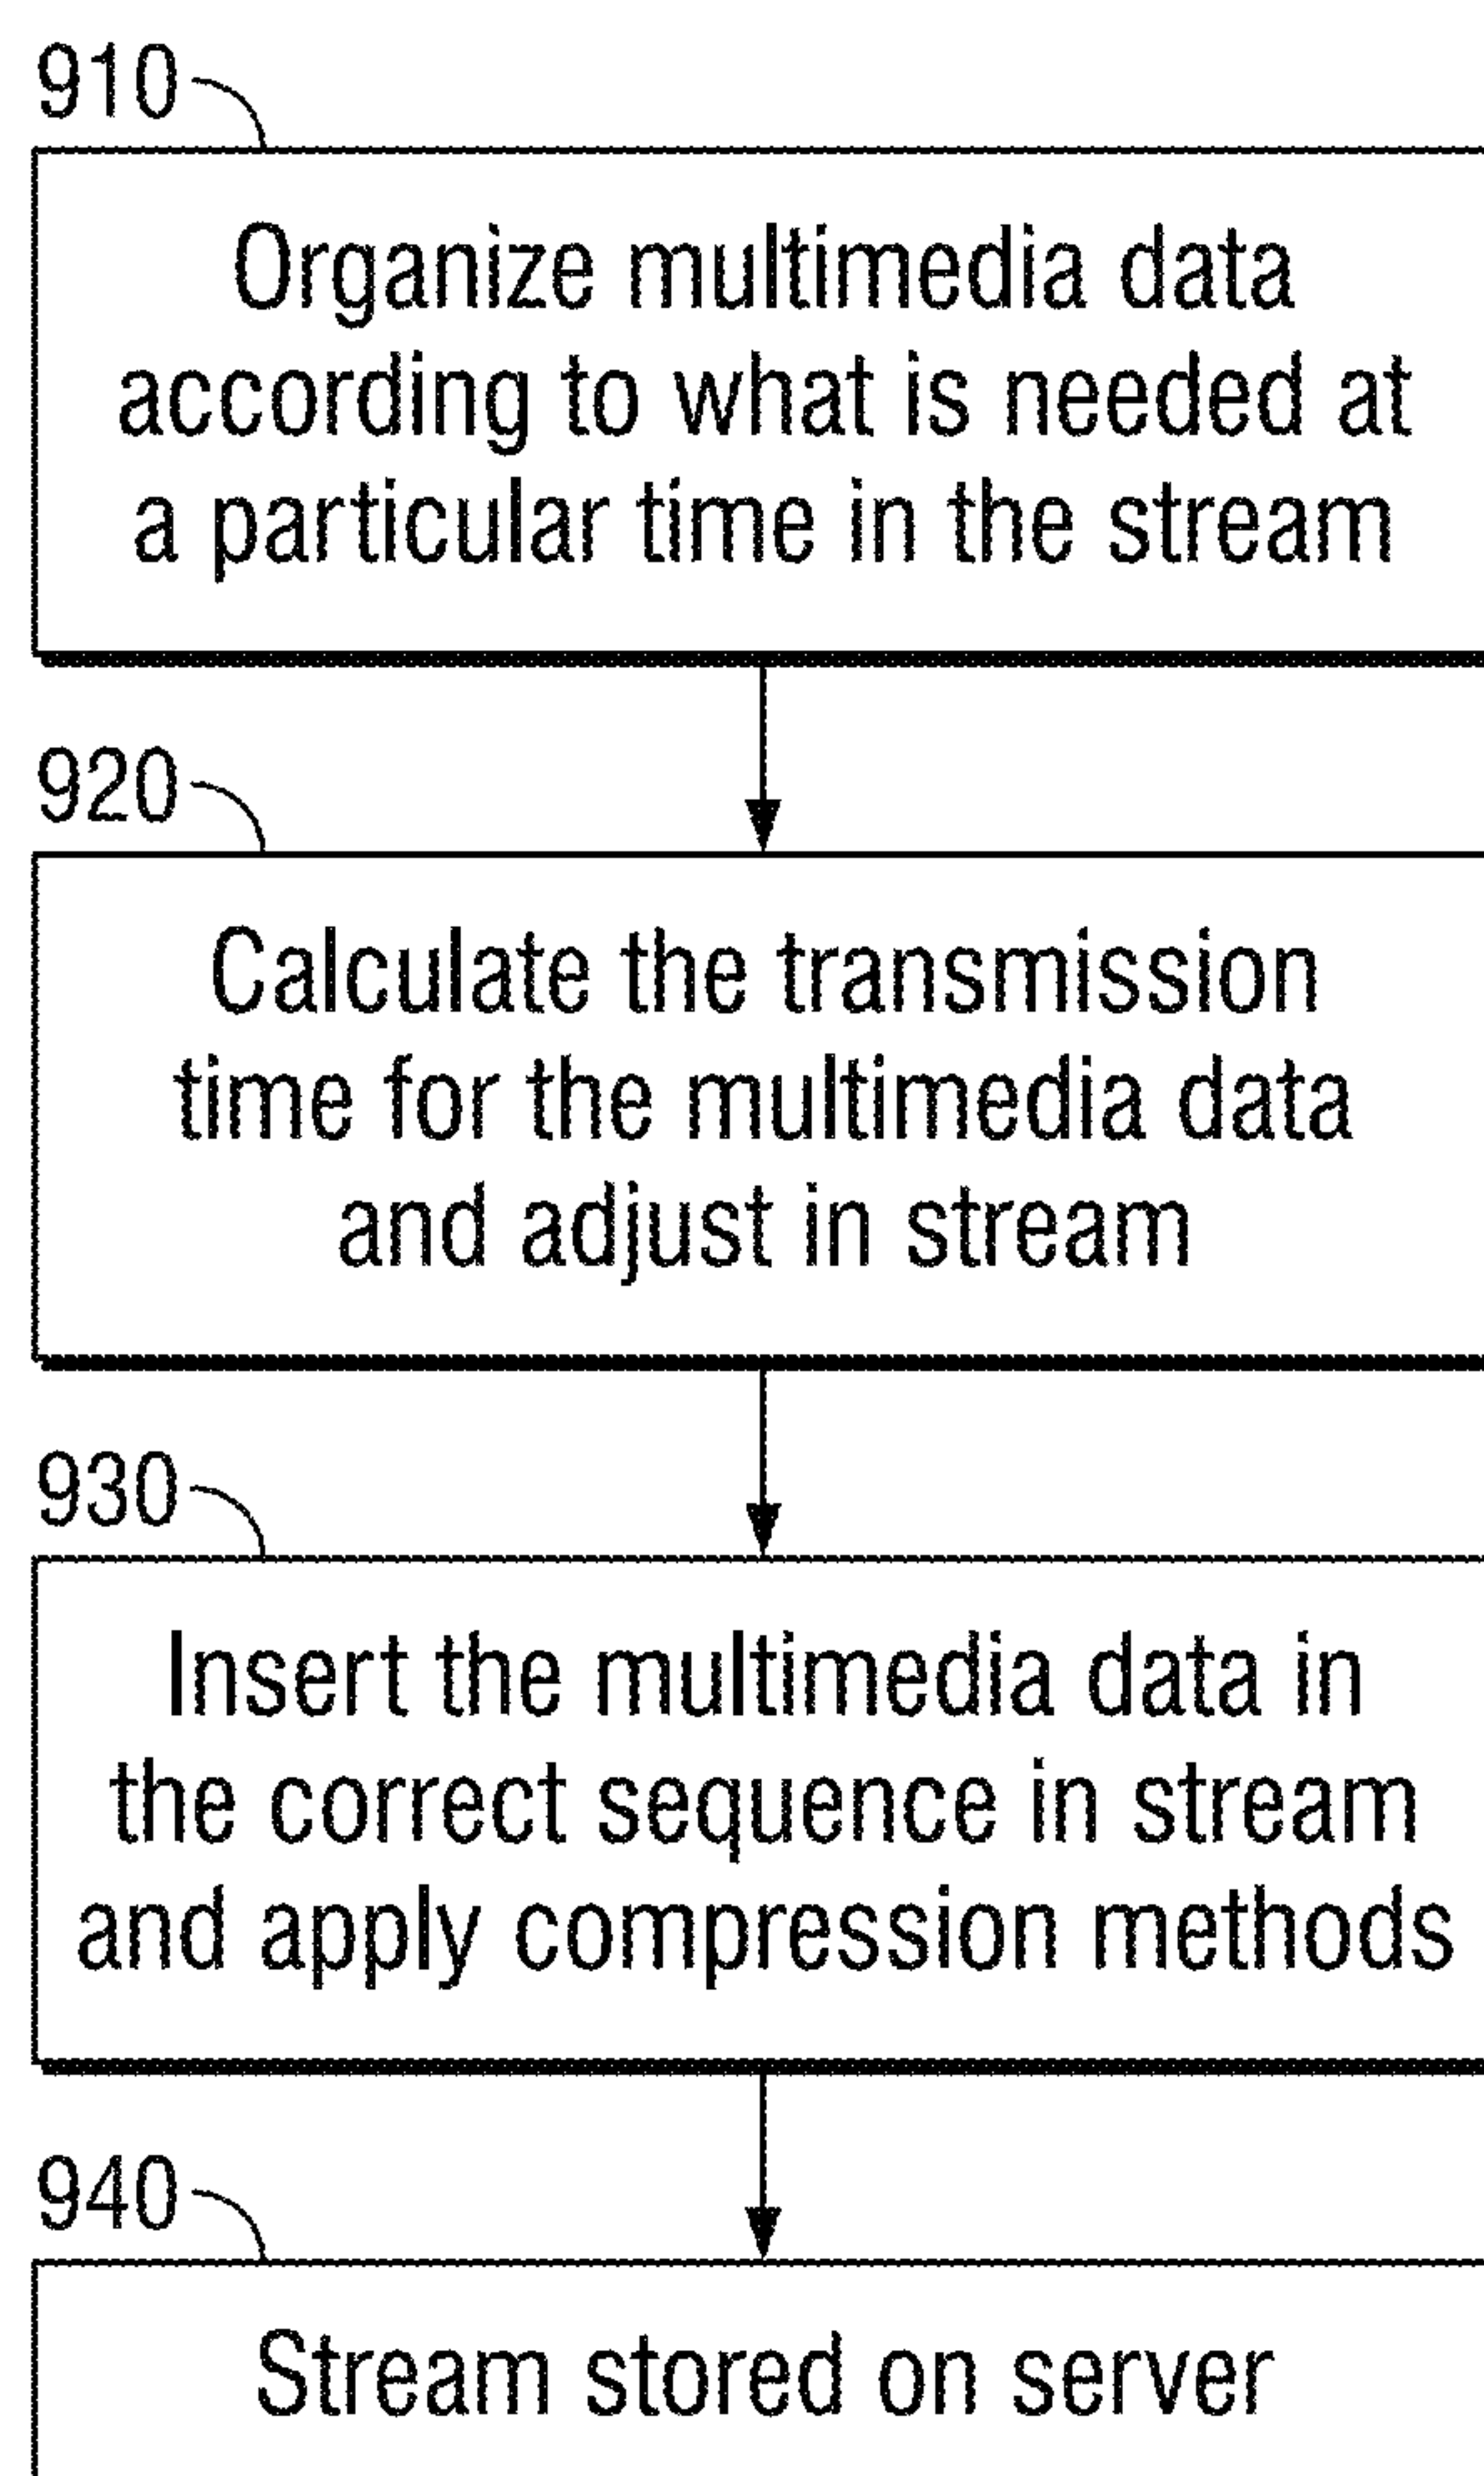 910
Organize multimedia data
according to what is needed at
a particular time in the stream
920
Calculate the transmission
time for the multimedia data
and adjust in stream
930
Insert the multimedia data in
the correct sequence in stream
and apply compression methods
940
Stream stored on server